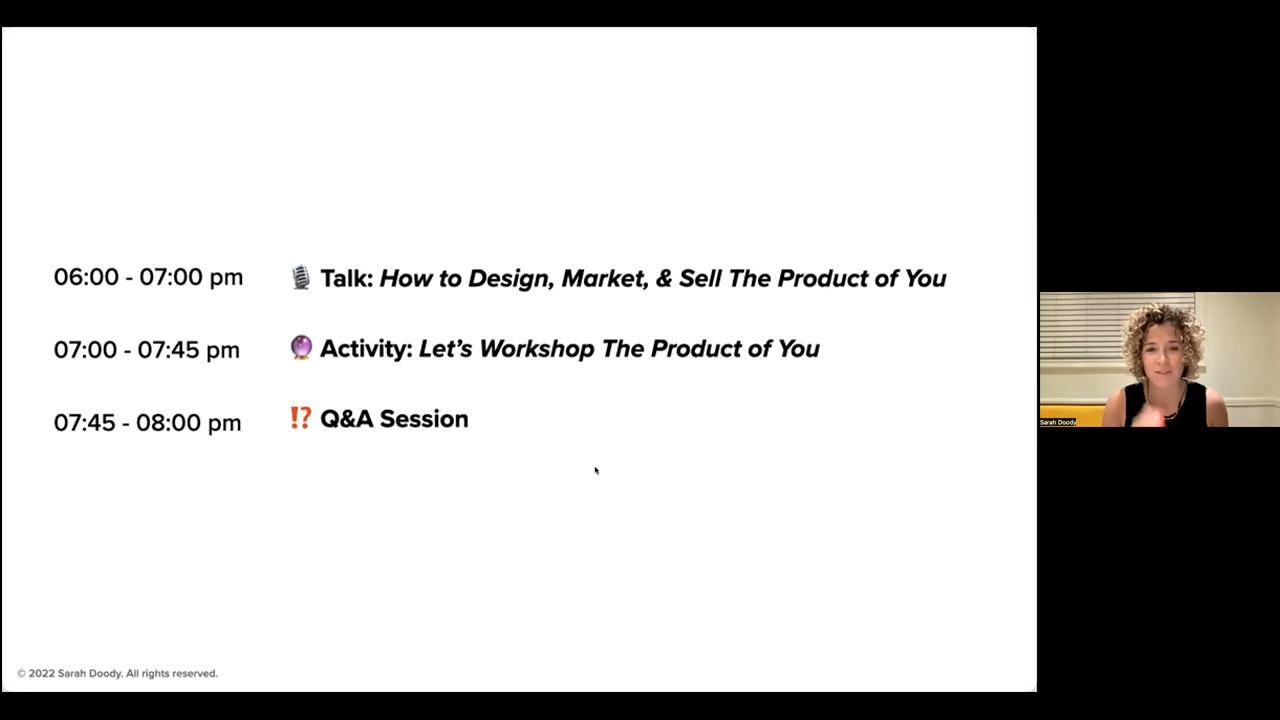 06:00 - 07:00 pm 🎙️ Talk: How to Design, Market, & Sell The Product of You
07:00 - 07:45 pm 🔮 Activity: Let’s Workshop The Product of You
07:45 - 08:00 pm ⁉️ Q&A Session
Sarah Doody
© 2022 Sarah Doody. All rights reserved.